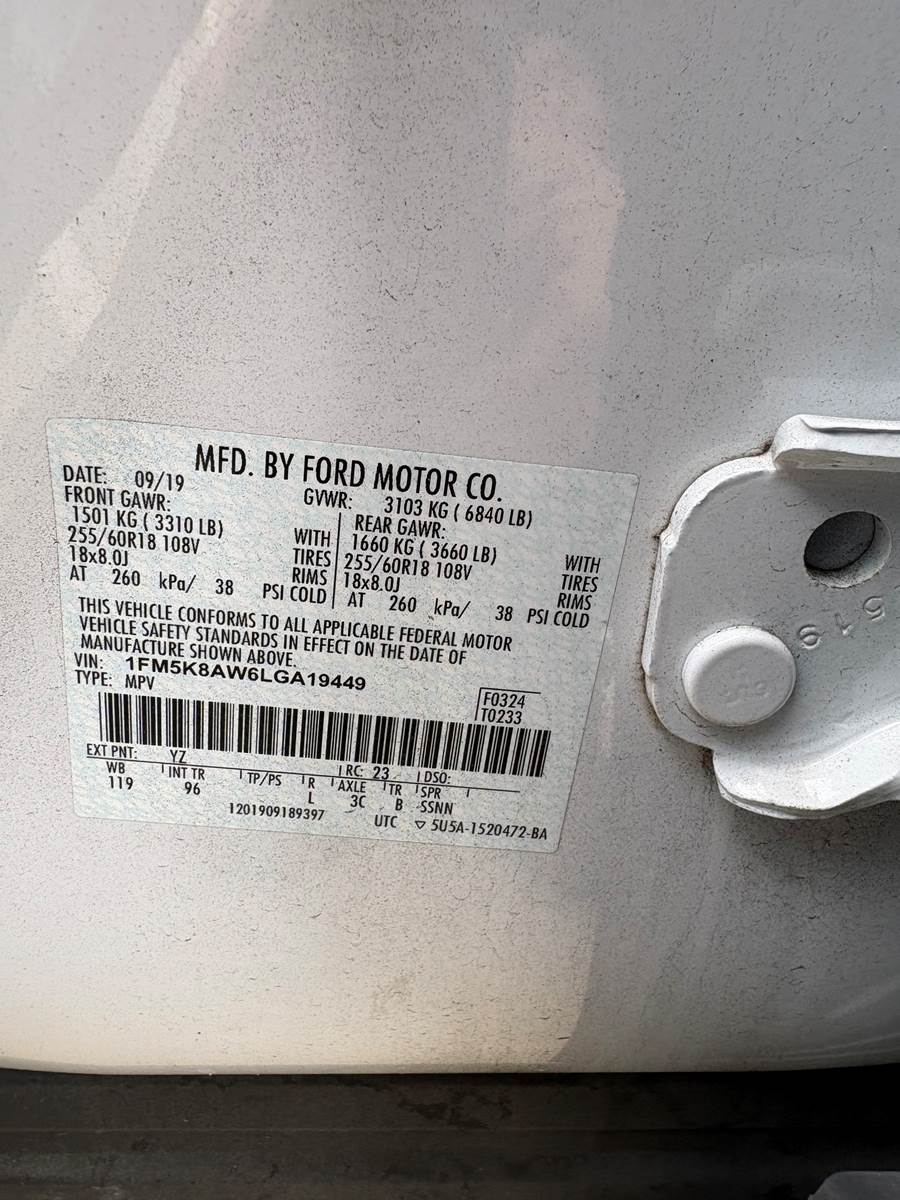 MFD. BY FORD MOTOR CO.
DATE: 09/19 GVWR: 3103 KG ( 6840 LB)
FRONT GAWR: REAR GAWR:
1501 KG ( 3310 LB) WITH 1660 KG ( 3660 LB) WITH
255/60R18 108V TIRES 255/60R18 108V TIRES
18x8.0J RIMS 18x8.0J RIMS
AT 260 kPa/ 38 PSI COLD AT 260 kPa/ 38 PSI COLD
THIS VEHICLE CONFORMS TO ALL APPLICABLE FEDERAL MOTOR
VEHICLE SAFETY STANDARDS IN EFFECT ON THE DATE OF
MANUFACTURE SHOWN ABOVE.
VIN: 1FM5K8AW6LGA19449
TYPE: MPV
F0324
T0233
EXT PNT: YZ RC: 23 DSO:
WB INT TR TP/PS R AXLE TR SPR
119 96 L 3C B SSNN
1201909189397 UTC ▽ 5U5A-1520472-BA
519